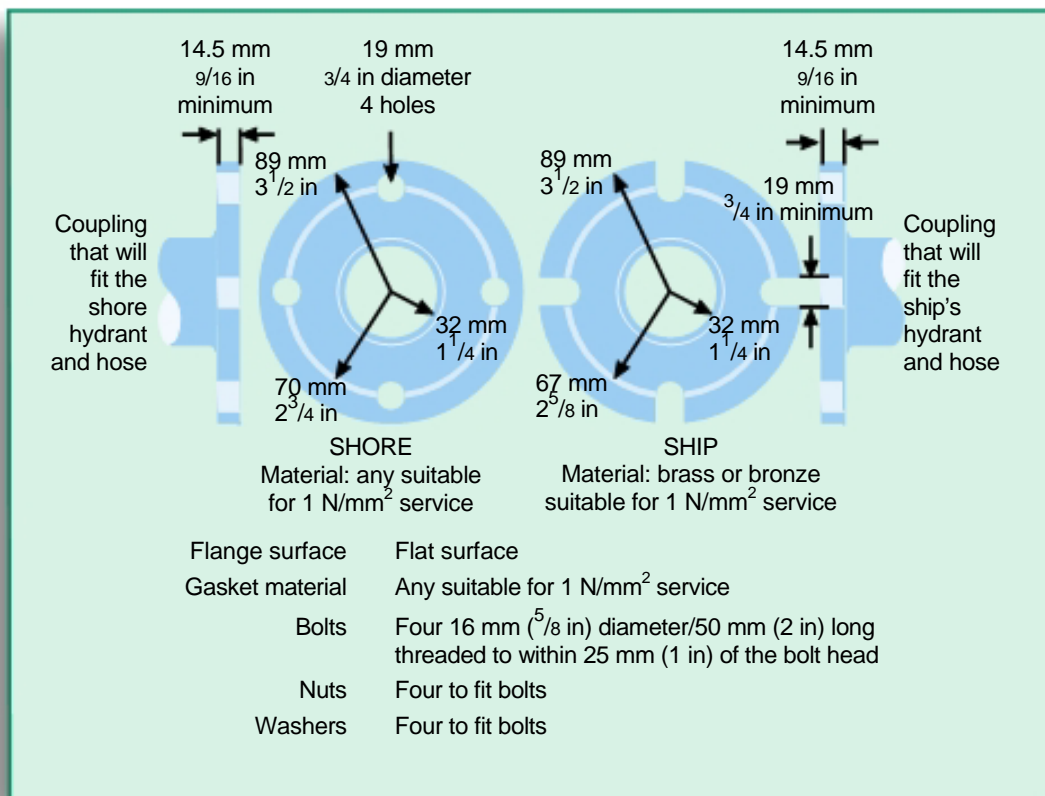 14.5 mm
9/16 in
minimum
19 mm
3/4 in diameter
4 holes
14.5 mm
9/16 in
minimum
89 mm
3 1/2 in
89 mm
3 1/2 in
19 mm
3/4 in minimum
Coupling
that will
fit the
shore
hydrant
and hose
Coupling
that will
fit the
ship's
hydrant
and hose
32 mm
1 1/4 in
32 mm
1 1/4 in
70 mm
2 3/4 in
67 mm
2 5/8 in
SHORE
Material: any suitable
for 1 N/mm² service
SHIP
Material: brass or bronze
suitable for 1 N/mm² service
Flange surface Flat surface
Gasket material Any suitable for 1 N/mm² service
Bolts Four 16 mm (5/8 in) diameter/50 mm (2 in) long
threaded to within 25 mm (1 in) of the bolt head
Nuts Four to fit bolts
Washers Four to fit bolts